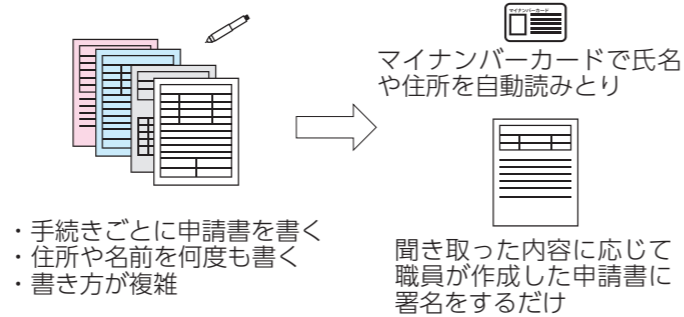 ・手続きごとに申請書を書く
・住所や名前を何度も書く
・書き方が複雑
マイナンバーカード
マイナンバーカードで氏名
や住所を自動読みとり
聞き取った内容に応じて
職員が作成した申請書に
署名をするだけ